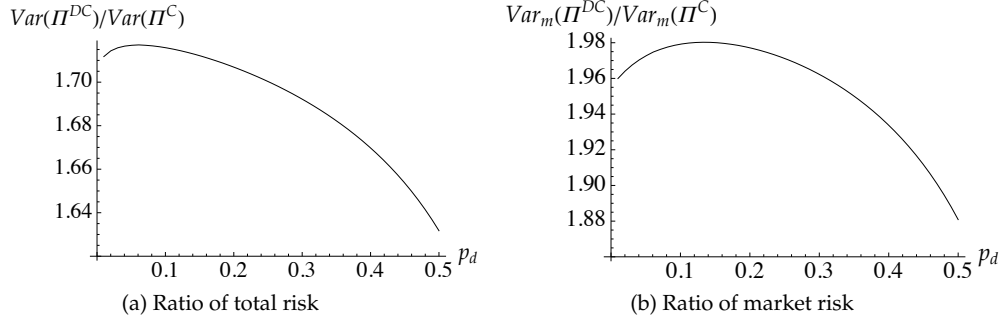 Var(Π^DC)/Var(Π^C)
1.70
1.68
1.66
1.64
0.1 0.2 0.3 0.4 0.5 p_d
(a) Ratio of total risk
Var_m(Π^DC)/Var_m(Π^C)
1.98
1.96
1.94
1.92
1.90
1.88
0.1 0.2 0.3 0.4 0.5 p_d
(b) Ratio of market risk